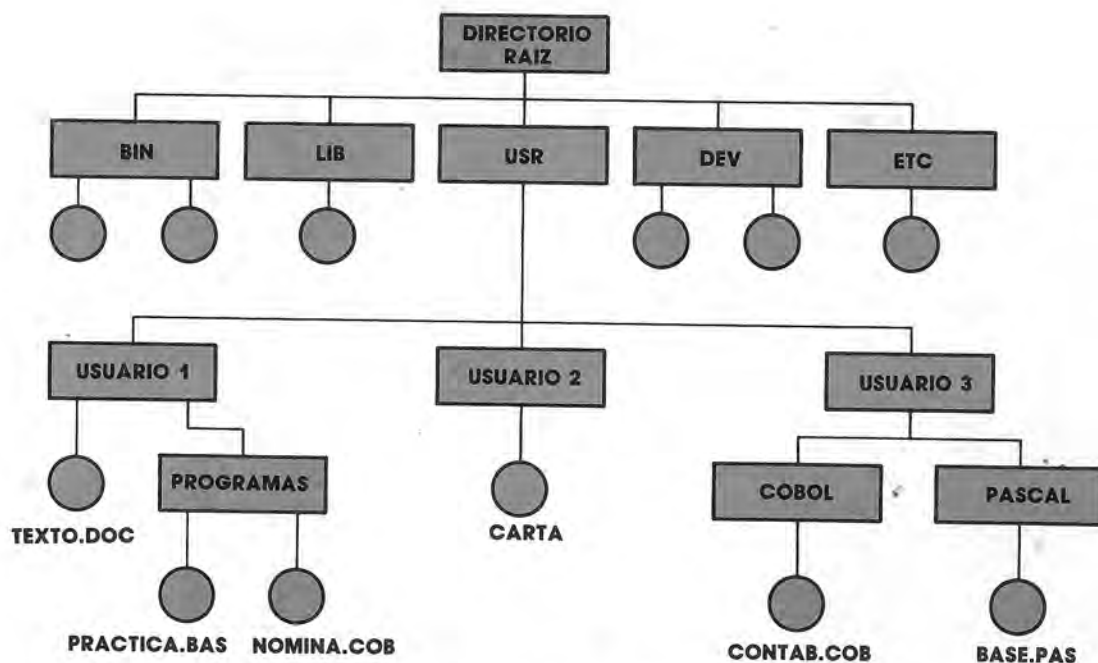 DIRECTORIO
RAIZ
BIN
LIB
USR
DEV
ETC
USUARIO 1
USUARIO 2
USUARIO 3
PROGRAMAS
COBOL
PASCAL
TEXTO.DOC
CARTA
PRACTICA.BAS
NOMINA.COB
CONTAB.COB
BASE.PAS